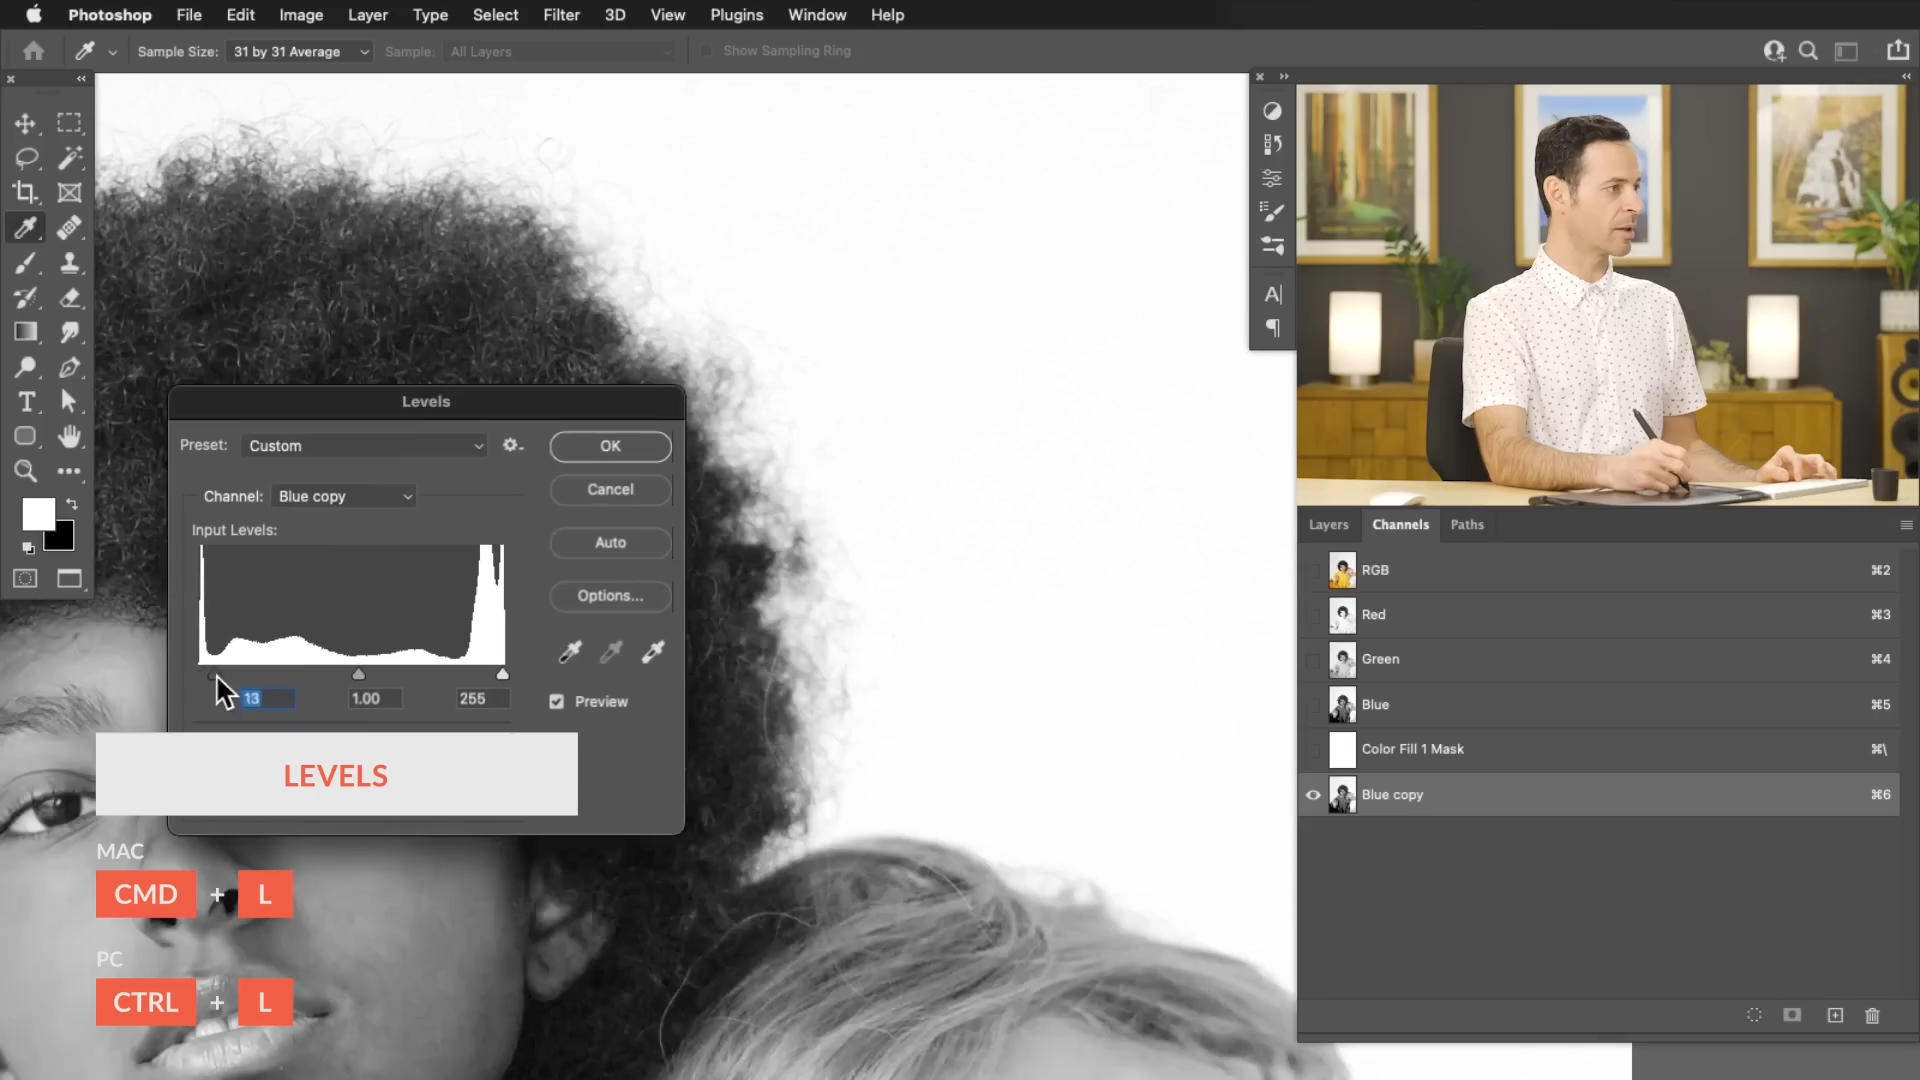 Photoshop File Edit Image Layer Type Select Filter 3D View Plugins Window Help
Sample Size: 31 by 31 Average Sample: All Layers Show Sampling Ring
Levels
Preset: Custom
OK
Channel: Blue copy
Cancel
Input Levels:
Auto
Options...
13 1.00 255
Preview
LEVELS
MAC
CMD + L
PC
CTRL + L
Layers Channels Paths
RGB ⌘2
Red ⌘3
Green ⌘4
Blue ⌘5
Color Fill 1 Mask ⌘\
Blue copy ⌘6